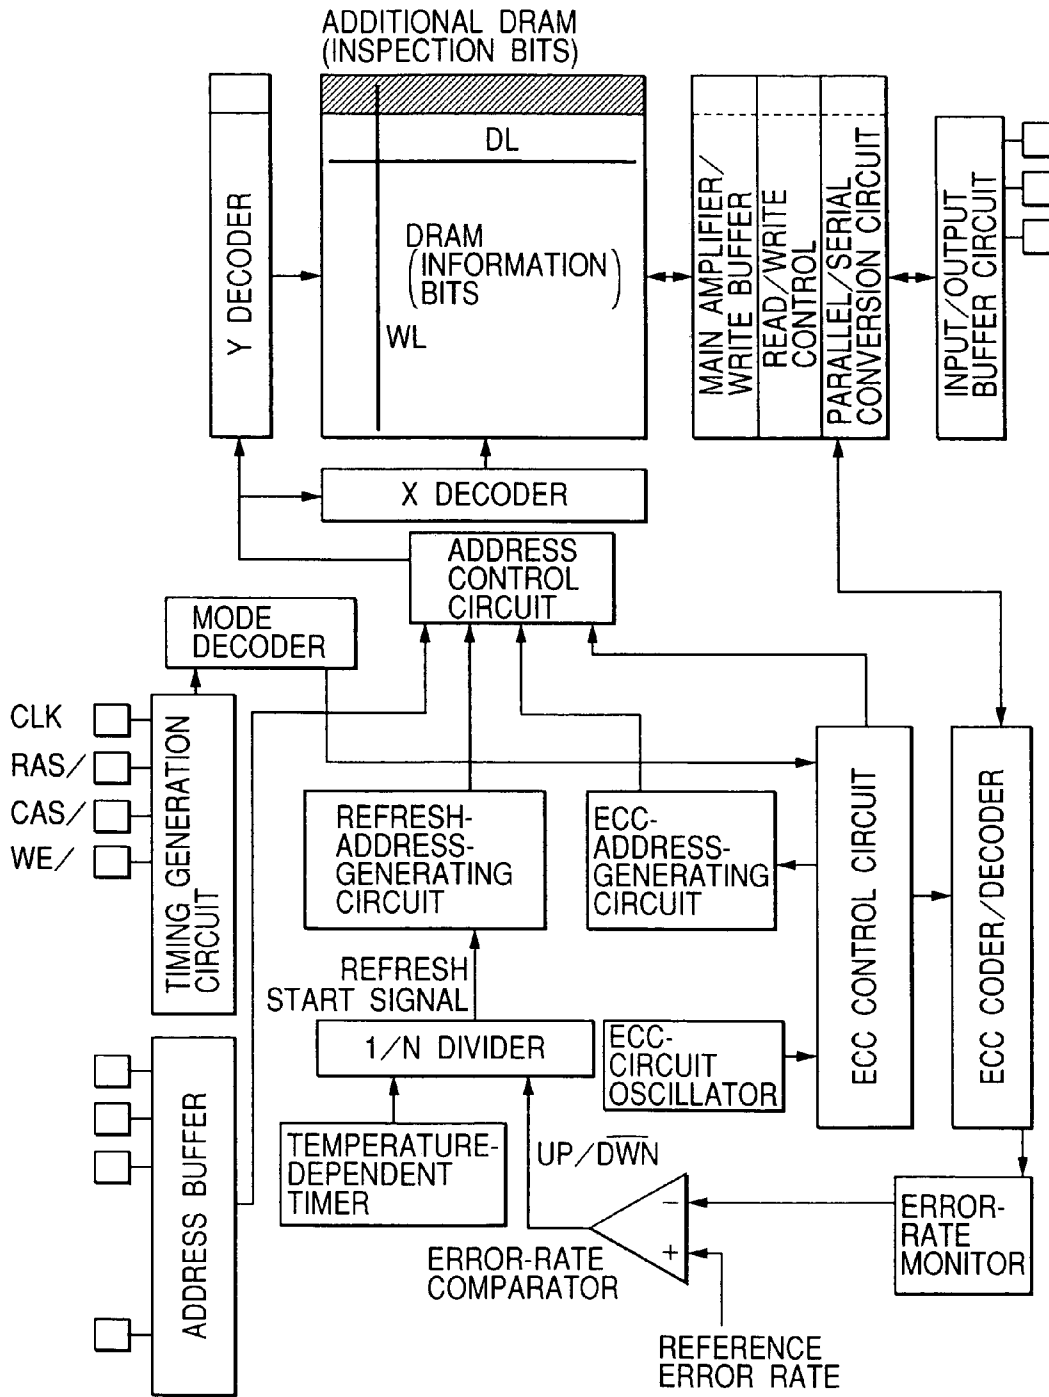 ADDITIONAL DRAM
(INSPECTION BITS)
Y DECODER
DL
DRAM
(INFORMATION)
BITS
WL
MAIN AMPLIFIER/
WRITE BUFFER
READ/WRITE
CONTROL
PARALLEL/SERIAL
CONVERSION CIRCUIT
INPUT/OUTPUT
BUFFER CIRCUIT
X DECODER
ADDRESS
CONTROL
CIRCUIT
MODE
DECODER
CLK
RAS/
CAS/
WE/
TIMING GENERATION
CIRCUIT
REFRESH-
ADDRESS-
GENERATING
CIRCUIT
ECC-
ADDRESS-
GENERATING
CIRCUIT
ECC CONTROL CIRCUIT
ECC CODER/DECODER
REFRESH
START SIGNAL
1/N DIVIDER
ECC-
CIRCUIT
OSCILLATOR
ADDRESS BUFFER
TEMPERATURE-
DEPENDENT
TIMER
UP/D̅W̅N̅
−
+
ERROR-RATE
COMPARATOR
ERROR-
RATE
MONITOR
REFERENCE
ERROR RATE